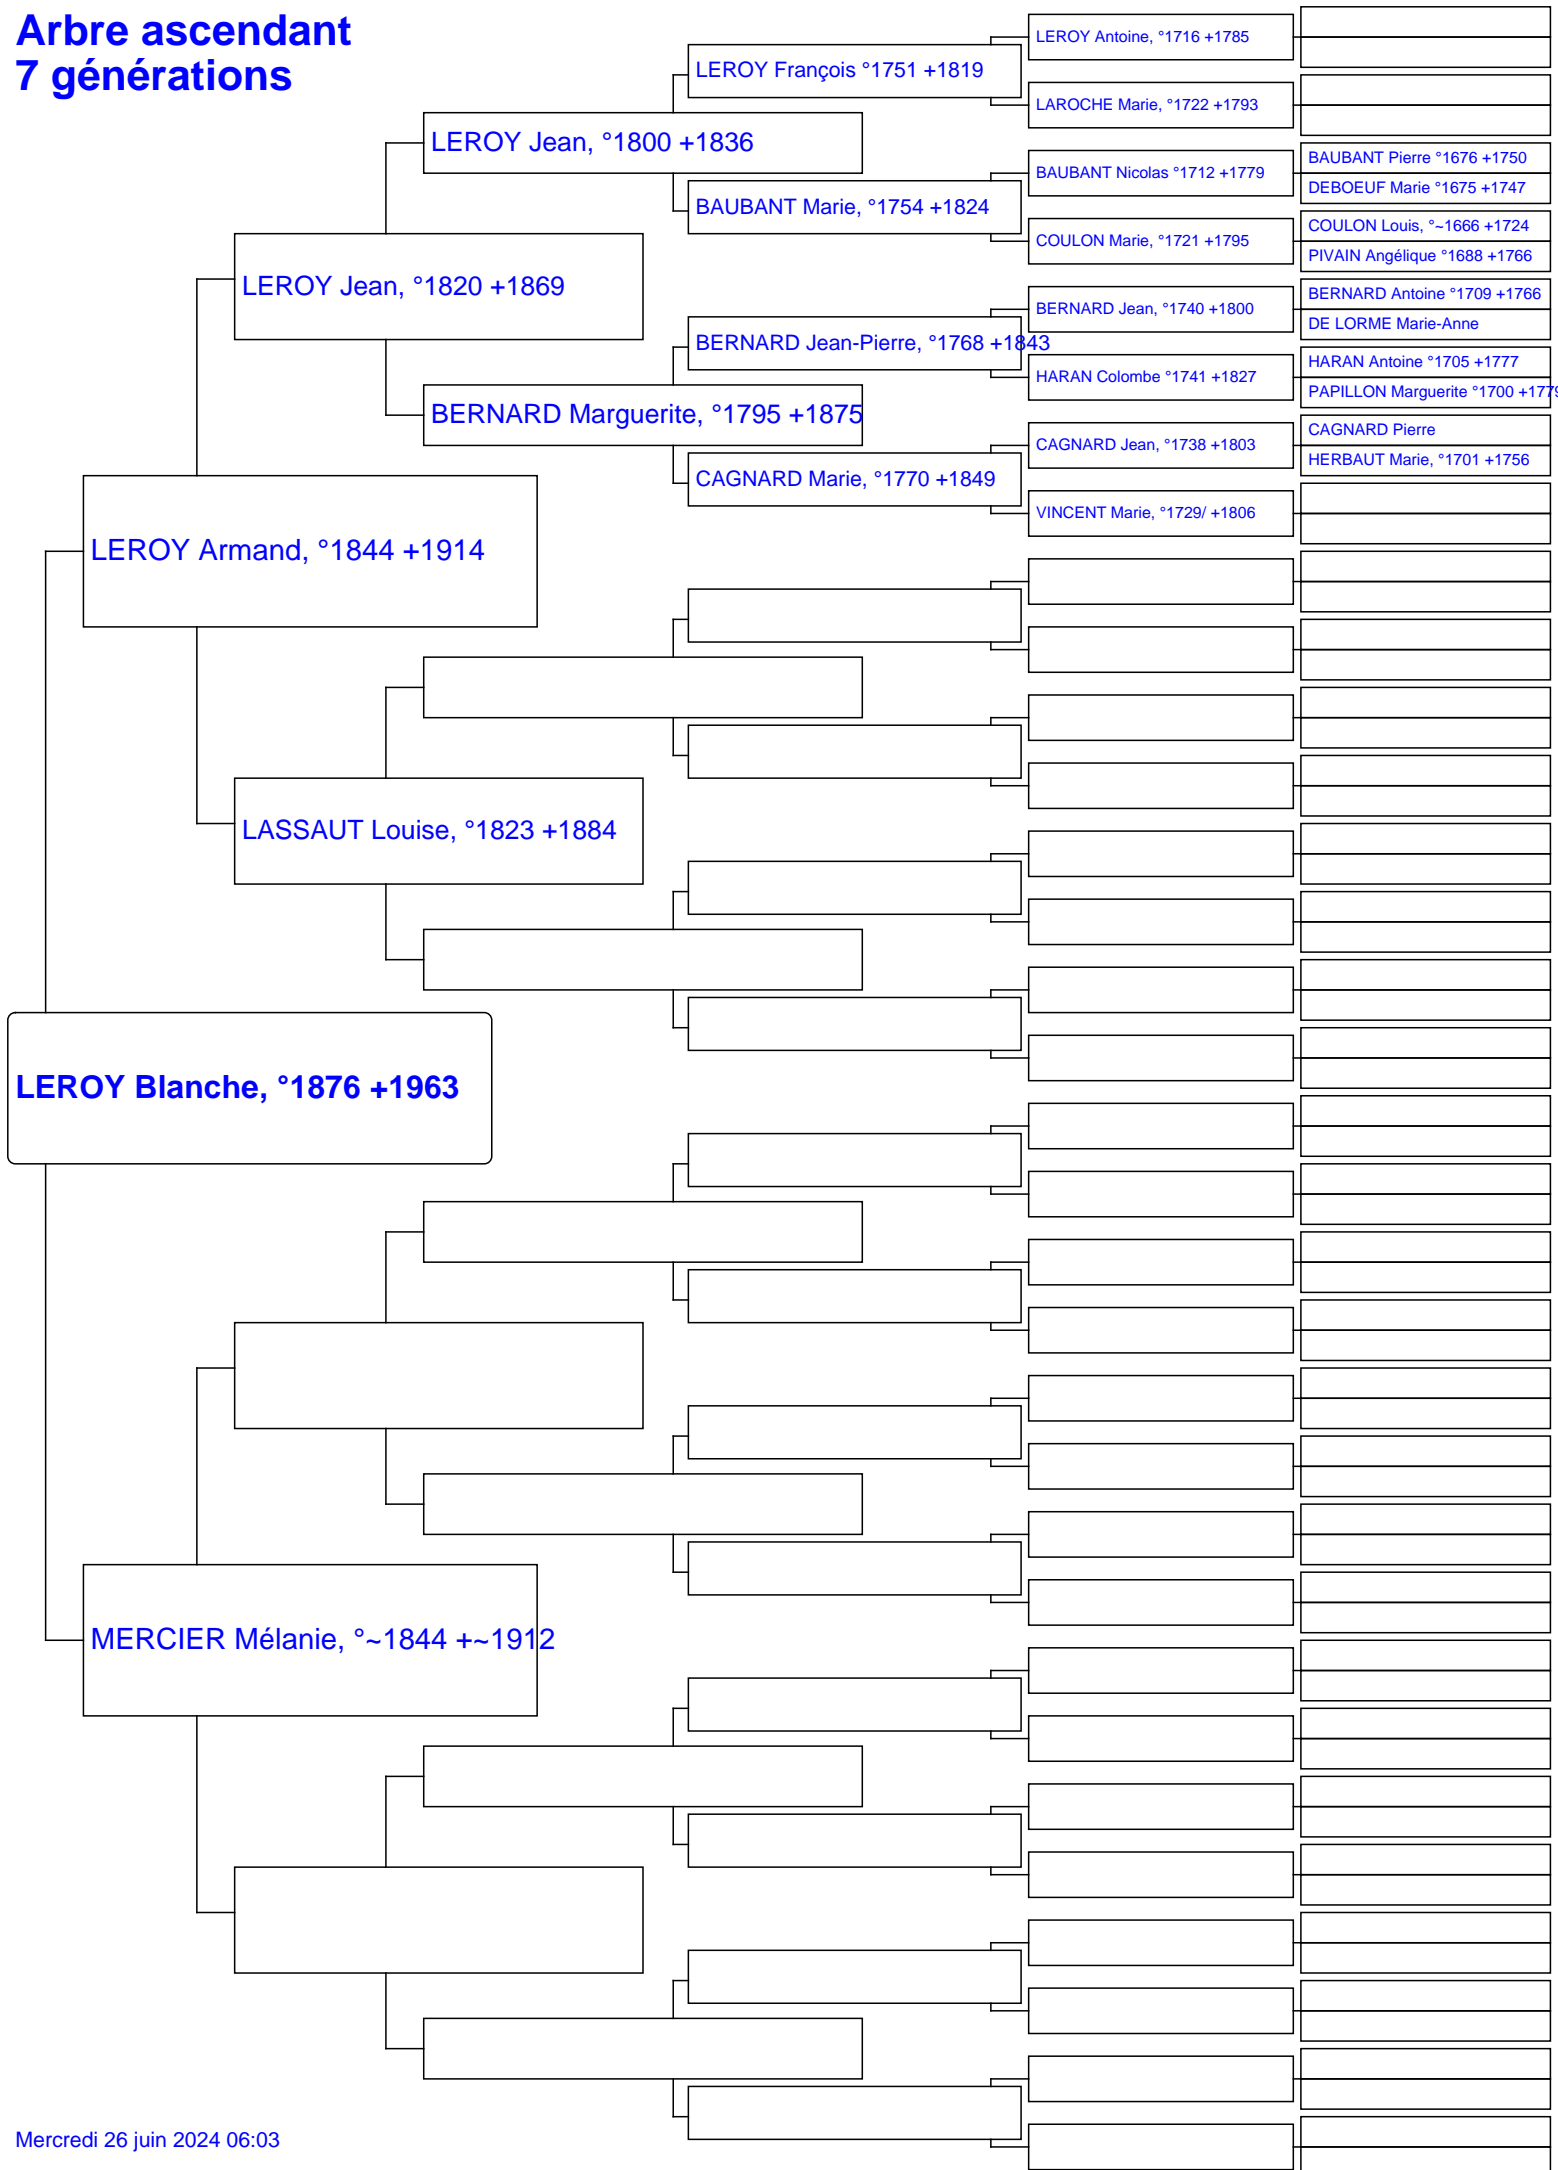 Arbre ascendant
7 générations
LEROY Blanche, °1876 +1963
LEROY Armand, °1844 +1914
MERCIER Mélanie, °~1844 +~1912
LEROY Jean, °1820 +1869
LASSAUT Louise, °1823 +1884
LEROY Jean, °1800 +1836
BERNARD Marguerite, °1795 +1875
LEROY François °1751 +1819
BAUBANT Marie, °1754 +1824
BERNARD Jean-Pierre, °1768 +1843
CAGNARD Marie, °1770 +1849
LEROY Antoine, °1716 +1785
LAROCHE Marie, °1722 +1793
BAUBANT Nicolas °1712 +1779
COULON Marie, °1721 +1795
BERNARD Jean, °1740 +1800
HARAN Colombe °1741 +1827
CAGNARD Jean, °1738 +1803
VINCENT Marie, °1729/ +1806
BAUBANT Pierre °1676 +1750
DEBOEUF Marie °1675 +1747
COULON Louis, °~1666 +1724
PIVAIN Angélique °1688 +1766
BERNARD Antoine °1709 +1766
DE LORME Marie-Anne
HARAN Antoine °1705 +1777
PAPILLON Marguerite °1700 +1779
CAGNARD Pierre
HERBAUT Marie, °1701 +1756
Mercredi 26 juin 2024 06:03